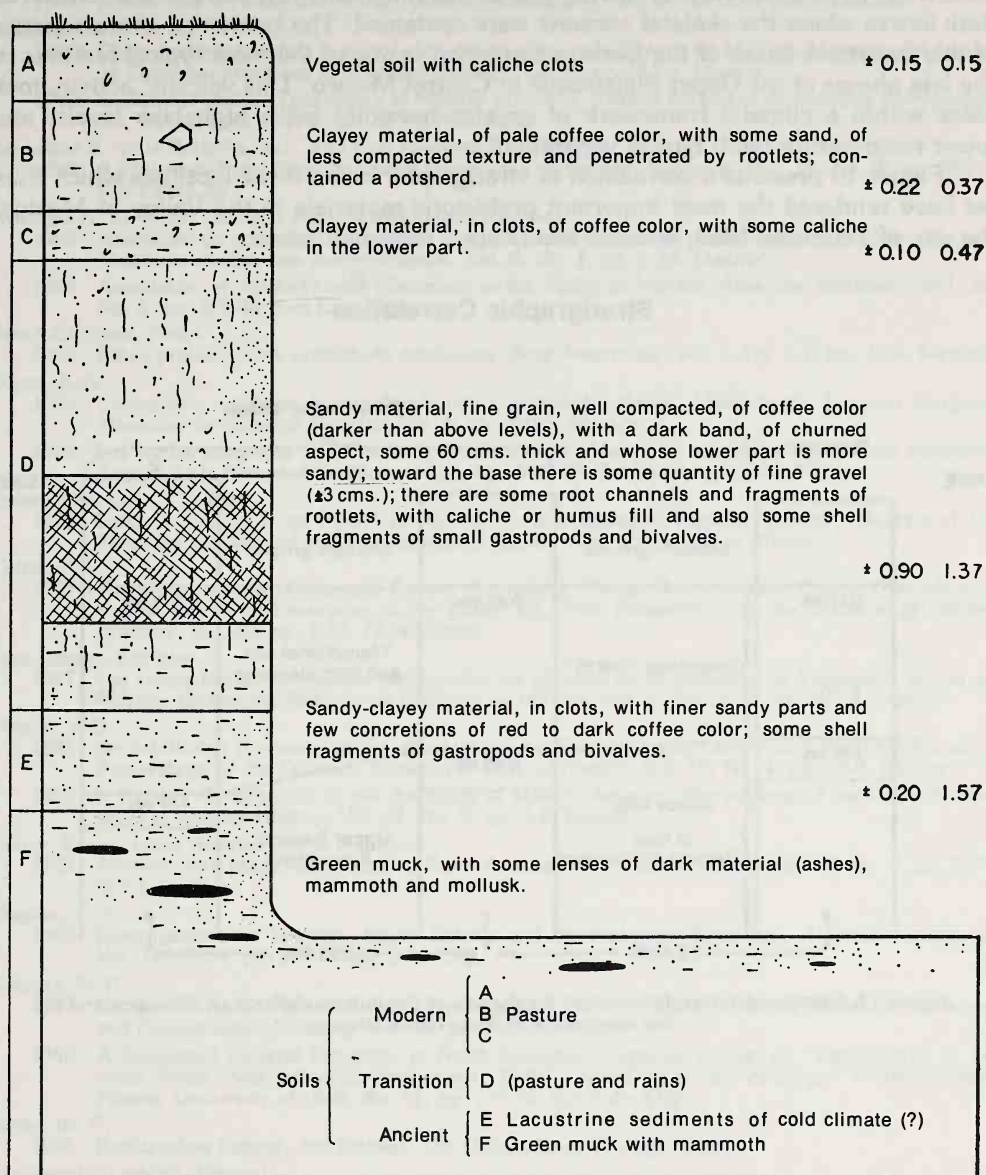 A
Vegetal soil with caliche clots ± 0.15 0.15
B
Clayey material, of pale coffee color, with some sand, of
less compacted texture and penetrated by rootlets; con-
tained a potsherd.
± 0.22 0.37
C
Clayey material, in clots, of coffee color, with some caliche
in the lower part.
± 0.10 0.47
D
Sandy material, fine grain, well compacted, of coffee color
(darker than above levels), with a dark band, of churned
aspect, some 60 cms. thick and whose lower part is more
sandy; toward the base there is some quantity of fine gravel
(±3 cms.); there are some root channels and fragments of
rootlets, with caliche or humus fill and also some shell
fragments of small gastropods and bivalves.
± 0.90 1.37
E
Sandy-clayey material, in clots, with finer sandy parts and
few concretions of red to dark coffee color; some shell
fragments of gastropods and bivalves.
± 0.20 1.57
F
Green muck, with some lenses of dark material (ashes),
mammoth and mollusk.
Soils
Modern
A
B Pasture
C
Transition
D (pasture and rains)
Ancient
E Lacustrine sediments of cold climate (?)
F Green muck with mammoth